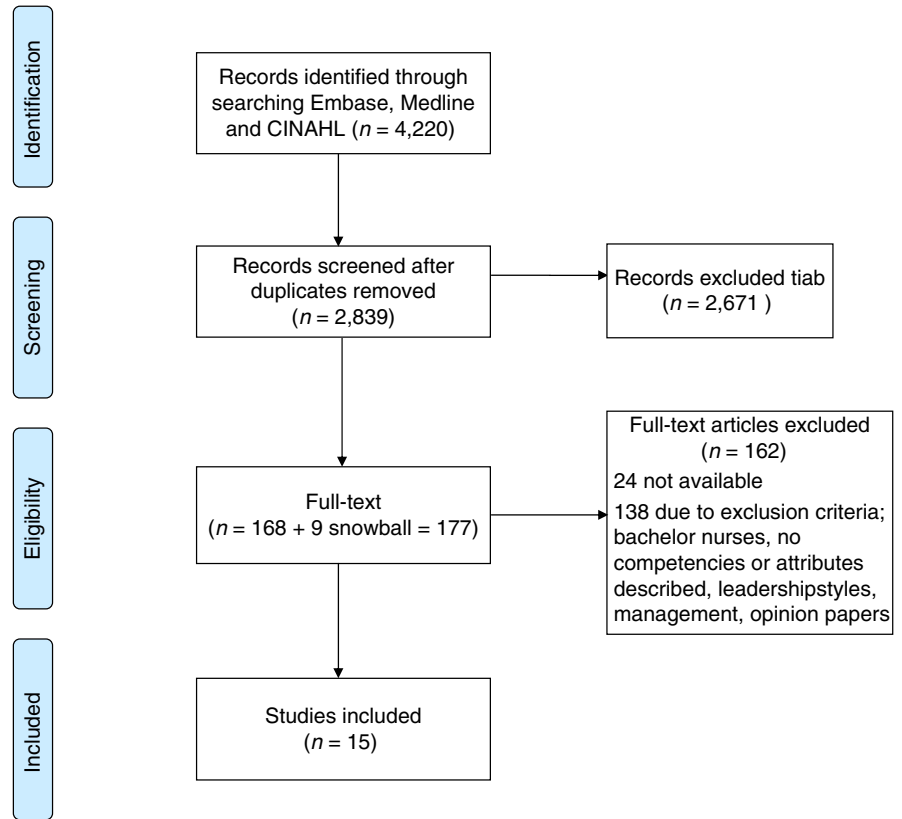 Identification
Records identified through
searching Embase, Medline
and CINAHL (n = 4,220)
Screening
Records screened after
duplicates removed
(n = 2,839)
Records excluded tiab
(n = 2,671 )
Eligibility
Full-text
(n = 168 + 9 snowball = 177)
Full-text articles excluded
(n = 162)
24 not available
138 due to exclusion criteria;
bachelor nurses, no
competencies or attributes
described, leadershipstyles,
management, opinion papers
Included
Studies included
(n = 15)